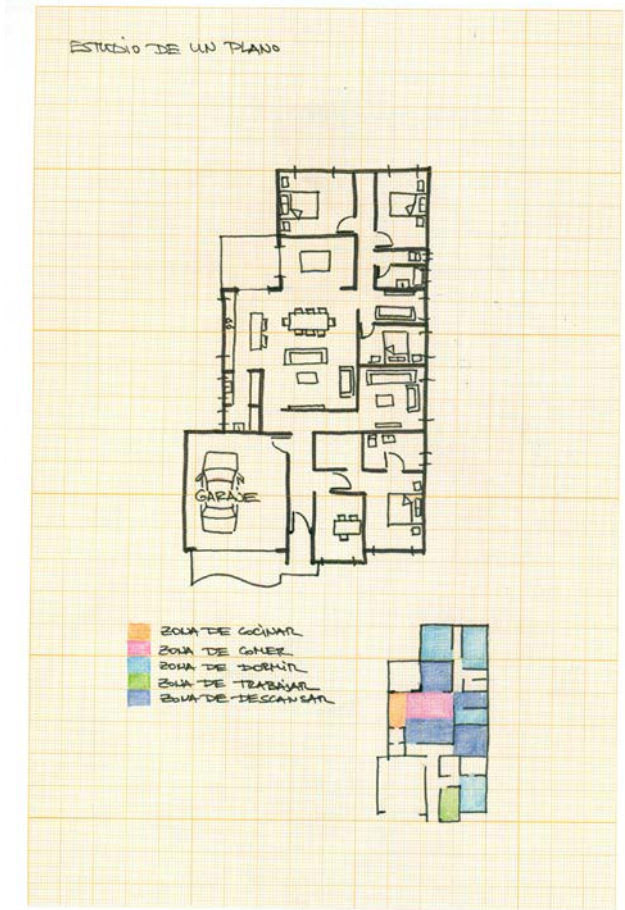 ESTUDIO DE UN PLANO
GARAJE
ZONA DE COCINAR
ZONA DE COMER
ZONA DE DORMIR
ZONA DE TRABAJAR
ZONA DE DESCANSAR